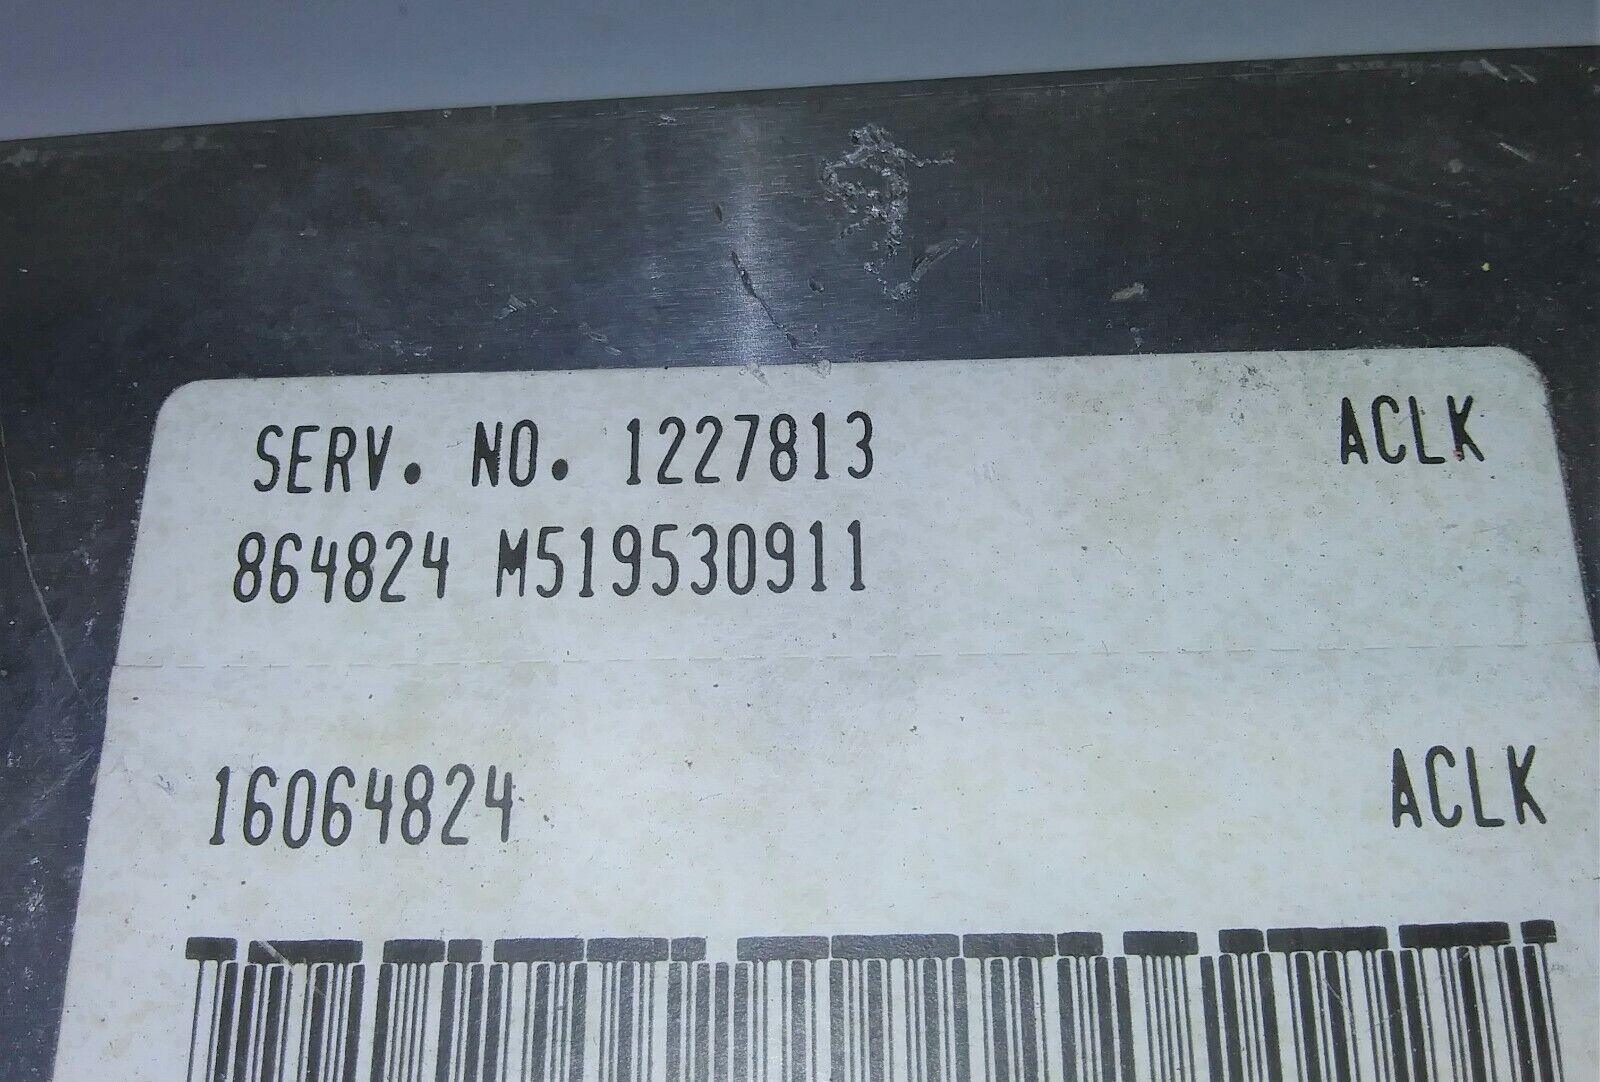 SERV. NO. 1227813 ACLK
864824 M519530911
16064824 ACLK